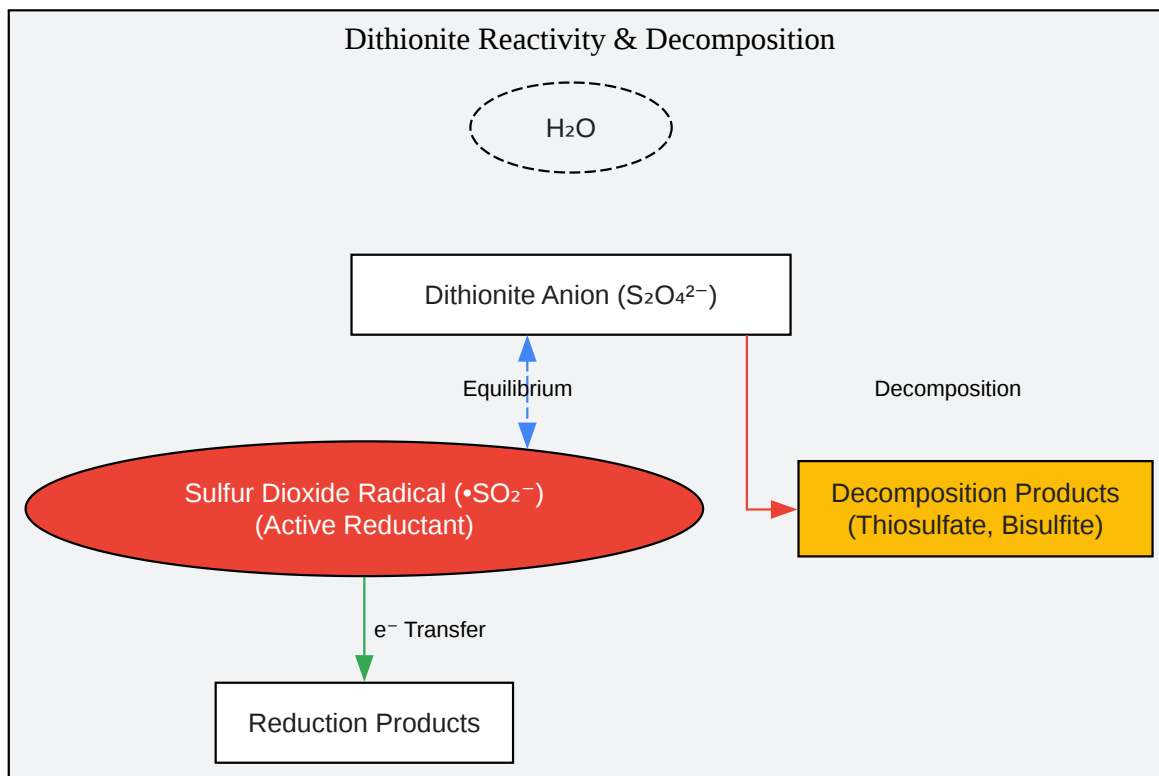 Dithionite Reactivity & Decomposition
H₂O
Dithionite Anion (S₂O₄²⁻)
Equilibrium
Decomposition
Sulfur Dioxide Radical (•SO₂⁻)
(Active Reductant)
Decomposition Products
(Thiosulfate, Bisulfite)
e⁻ Transfer
Reduction Products